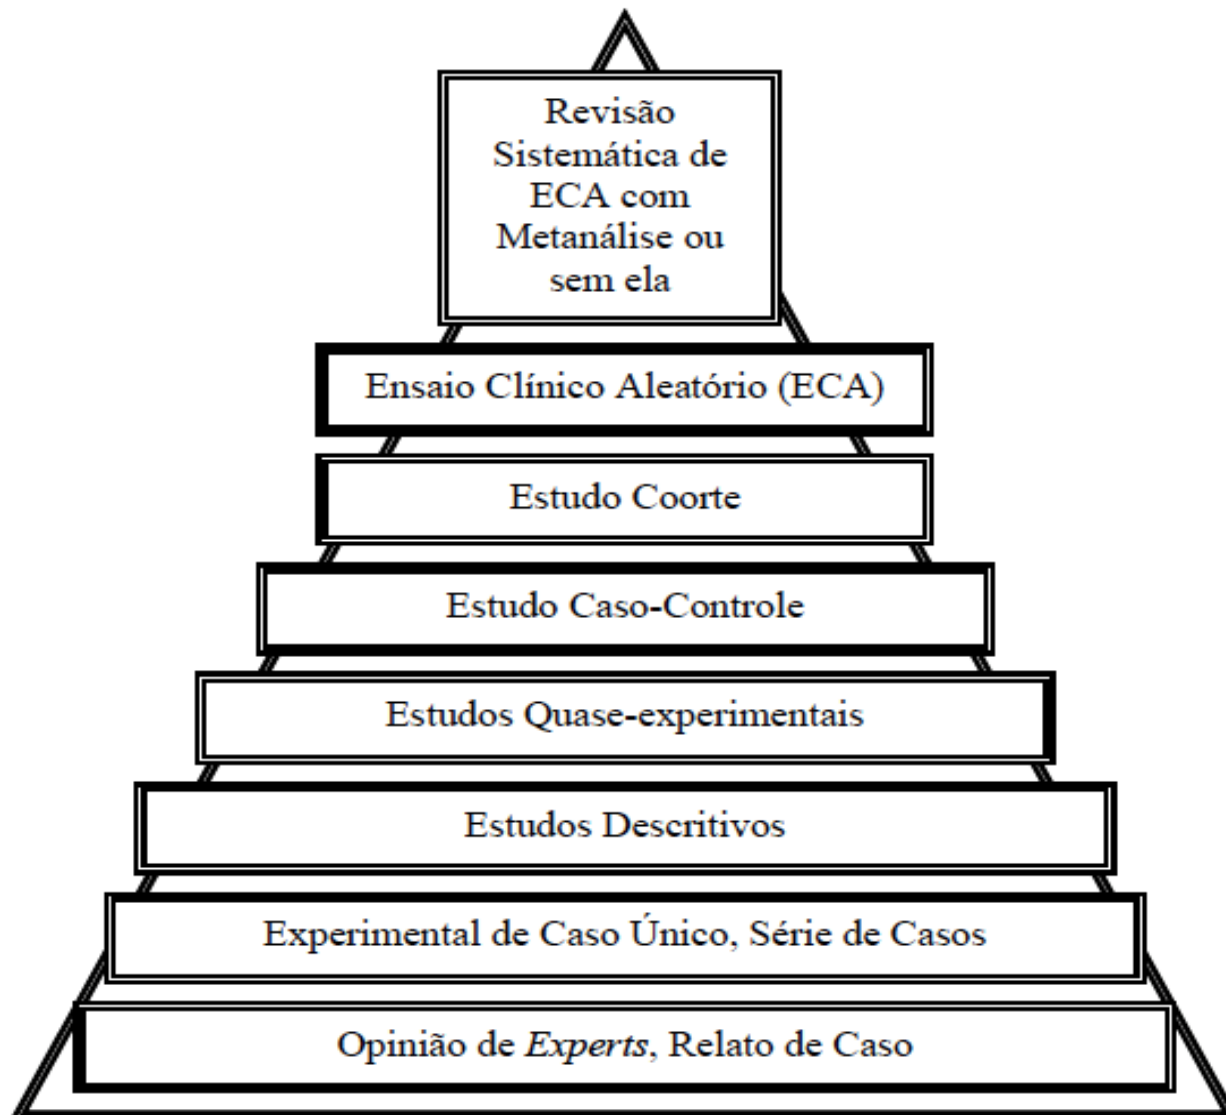 Revisão
Sistemática de
ECA com
Metanálise ou
sem ela
Ensaio Clínico Aleatório (ECA)
Estudo Coorte
Estudo Caso-Controle
Estudos Quase-experimentais
Estudos Descritivos
Experimental de Caso Único, Série de Casos
Opinião de Experts, Relato de Caso